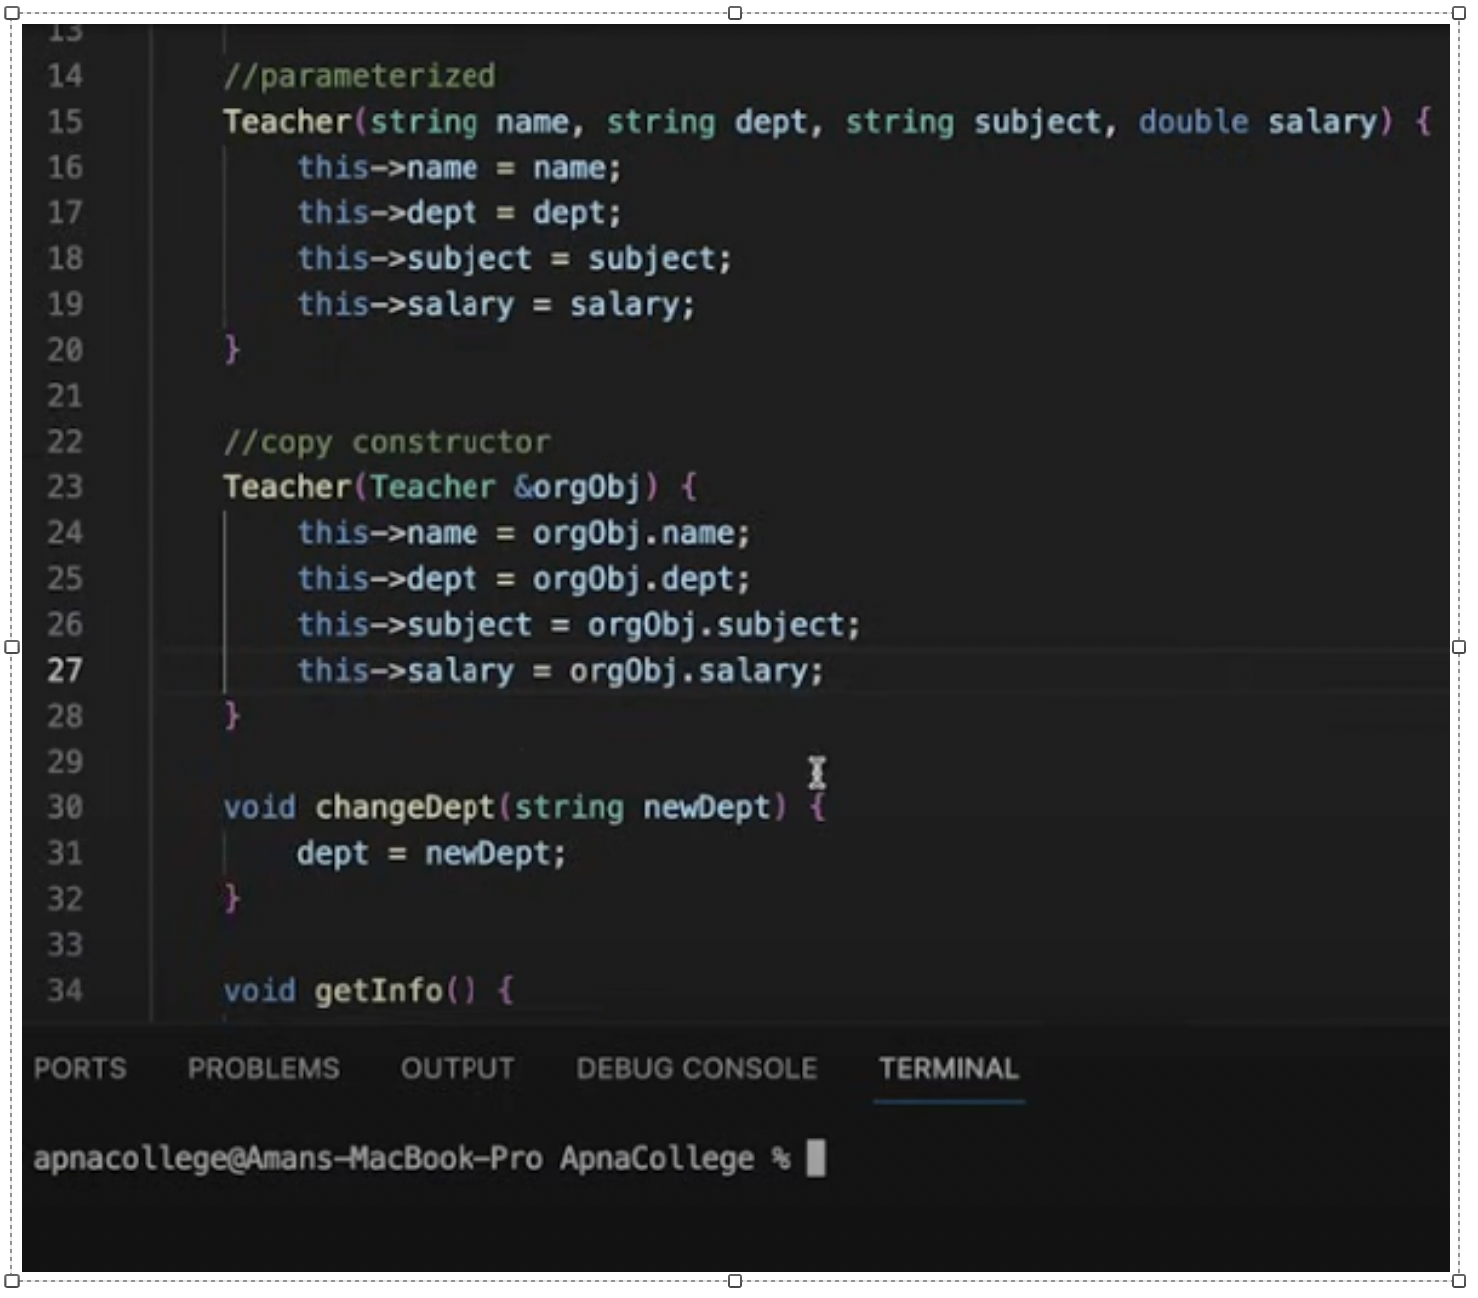 13
14 //parameterized
15 Teacher(string name, string dept, string subject, double salary) {
16 this->name = name;
17 this->dept = dept;
18 this->subject = subject;
19 this->salary = salary;
20 }
21
22 //copy constructor
23 Teacher(Teacher &orgObj) {
24 this->name = orgObj.name;
25 this->dept = orgObj.dept;
26 this->subject = orgObj.subject;
27 this->salary = orgObj.salary;
28 }
29
30 void changeDept(string newDept) {
31 dept = newDept;
32 }
33
34 void getInfo() {
PORTS PROBLEMS OUTPUT DEBUG CONSOLE TERMINAL
apnacollege@Amans-MacBook-Pro ApnaCollege %